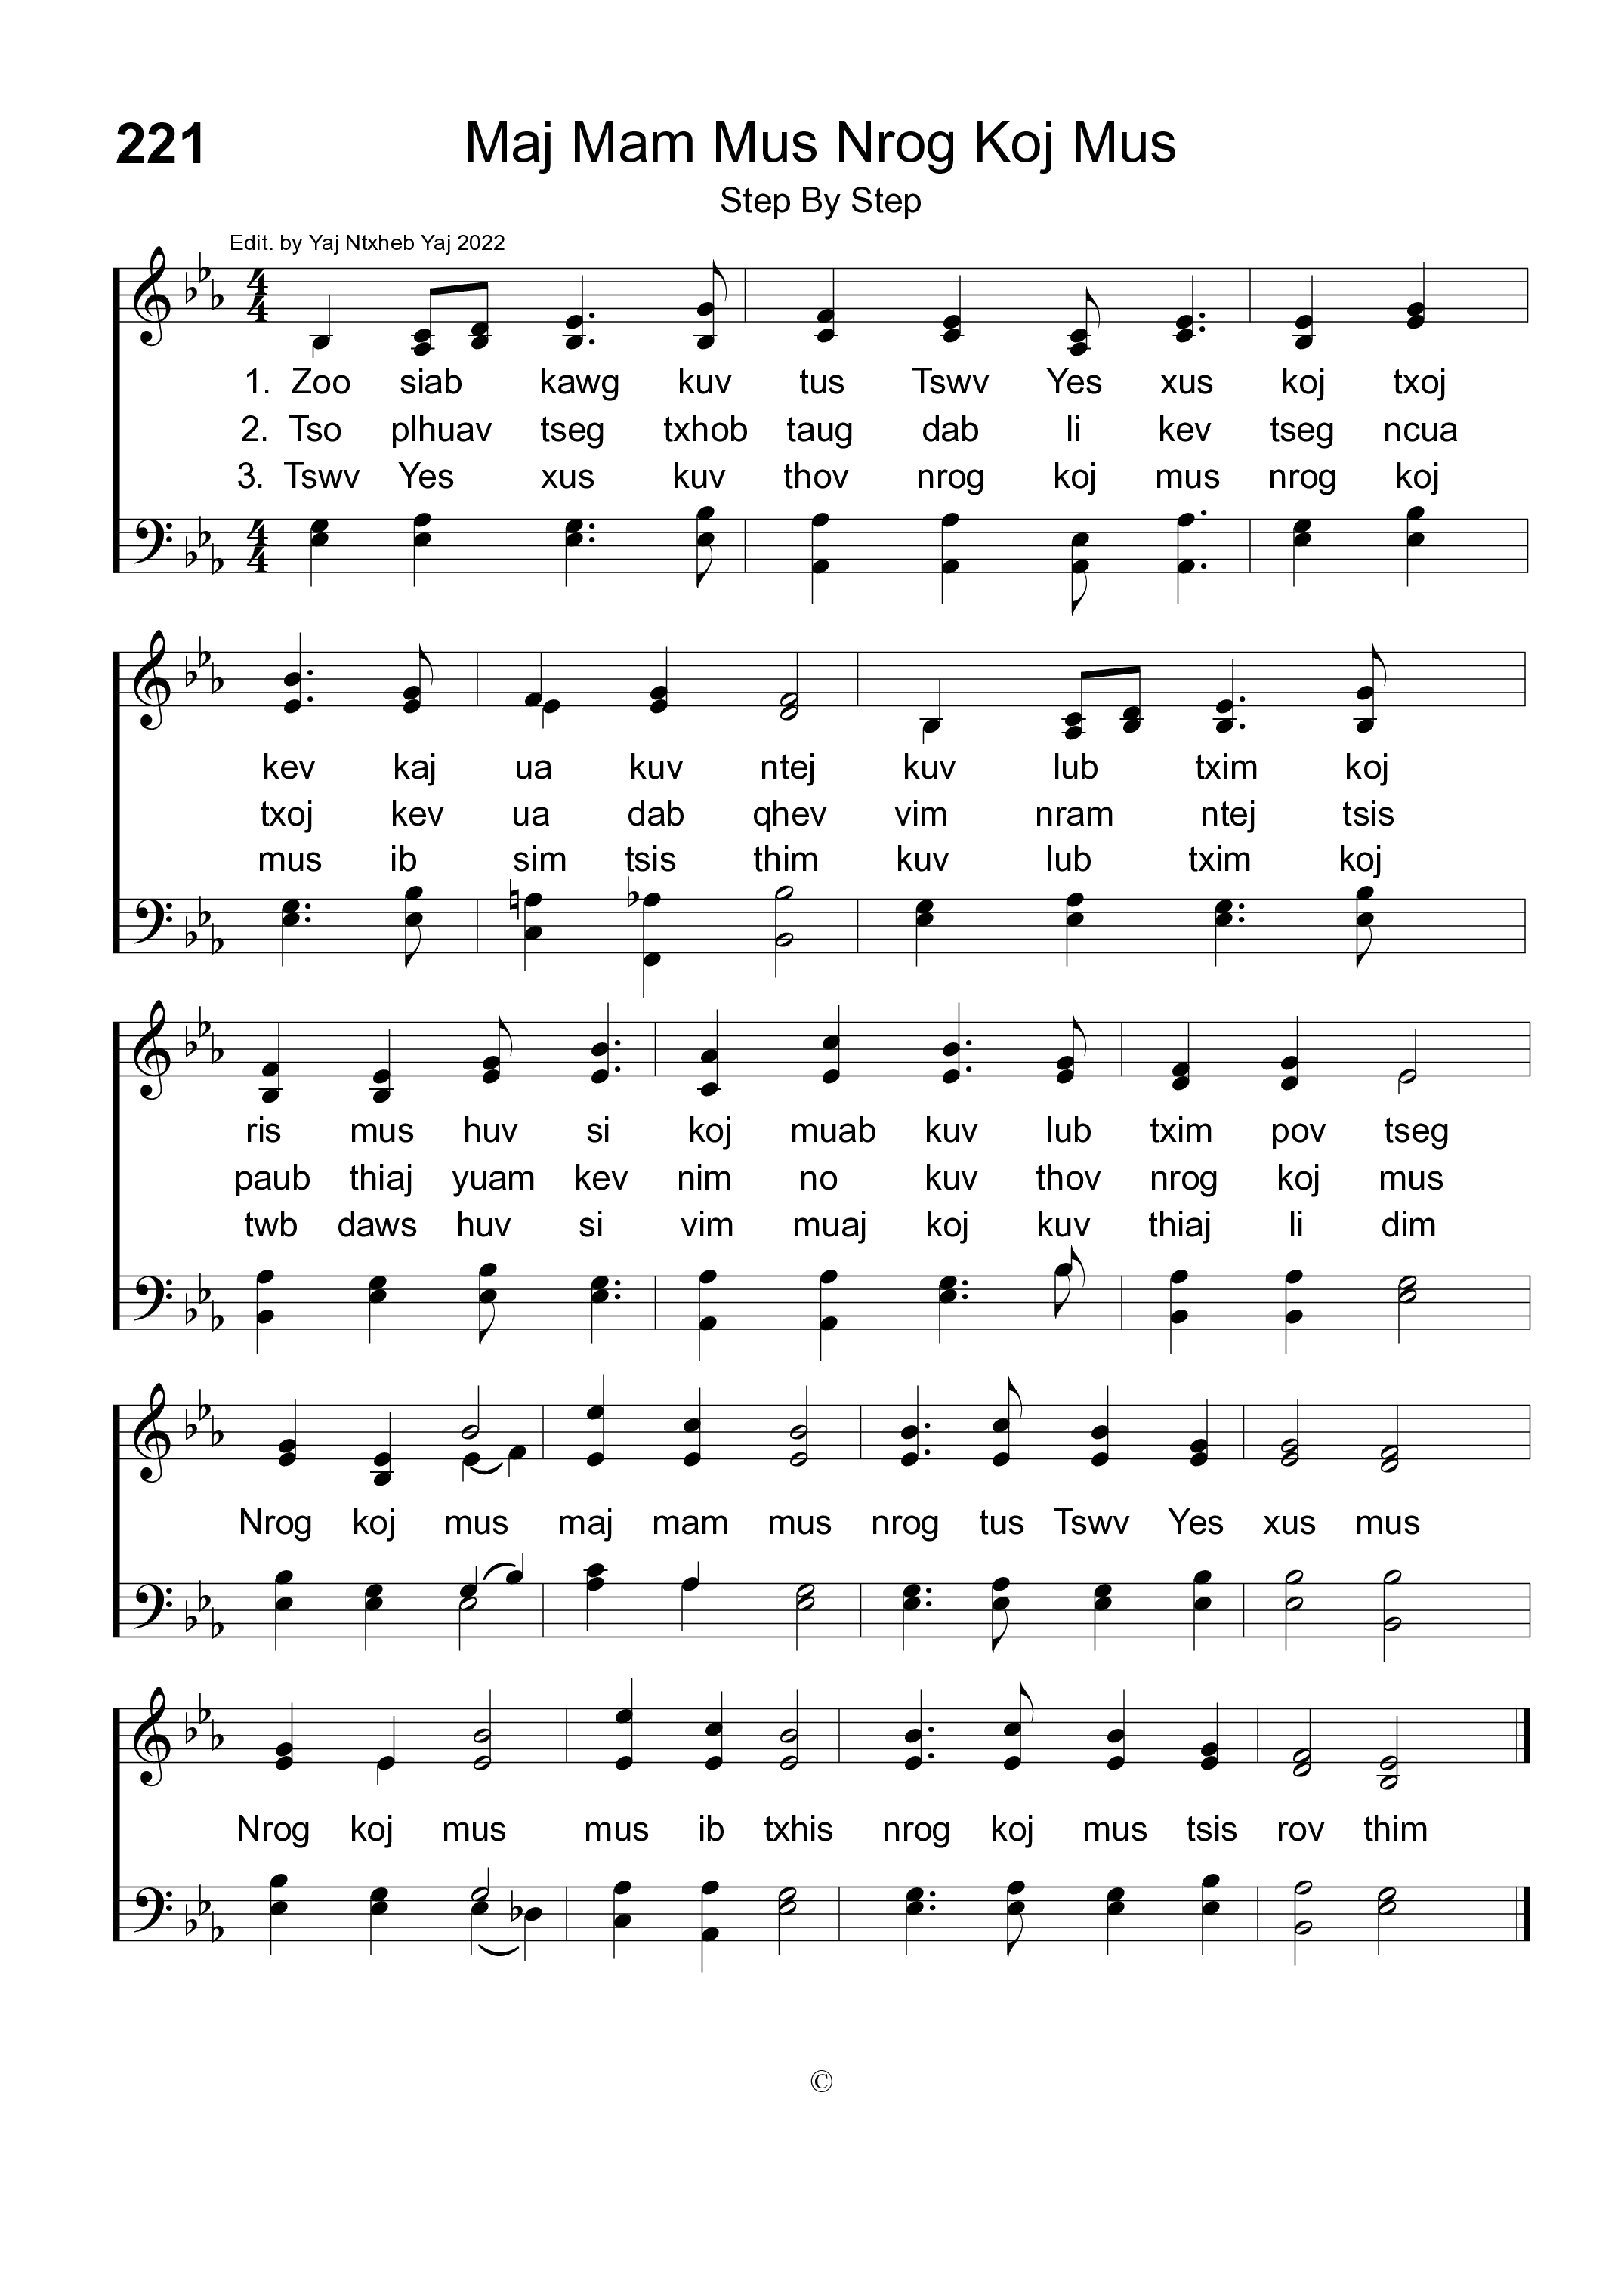 221
Maj Mam Mus Nrog Koj Mus
Step By Step
Edit. by Yaj Ntxheb Yaj 2022
4 4
1. Zoo siab kawg kuv tus Tswv Yes xus koj txoj
2. Tso plhuav tseg txhob taug dab li kev tseg ncua
3. Tswv Yes xus kuv thov nrog koj mus nrog koj
4 4
kev kaj ua kuv ntej kuv lub txim koj
txoj kev ua dab qhev vim nram ntej tsis
mus ib sim tsis thim kuv lub txim koj
ris mus huv si koj muab kuv lub txim pov tseg
paub thiaj yuam kev nim no kuv thov nrog koj mus
twb daws huv si vim muaj koj kuv thiaj li dim
Nrog koj mus maj mam mus nrog tus Tswv Yes xus mus
Nrog koj mus mus ib txhis nrog koj mus tsis rov thim
©